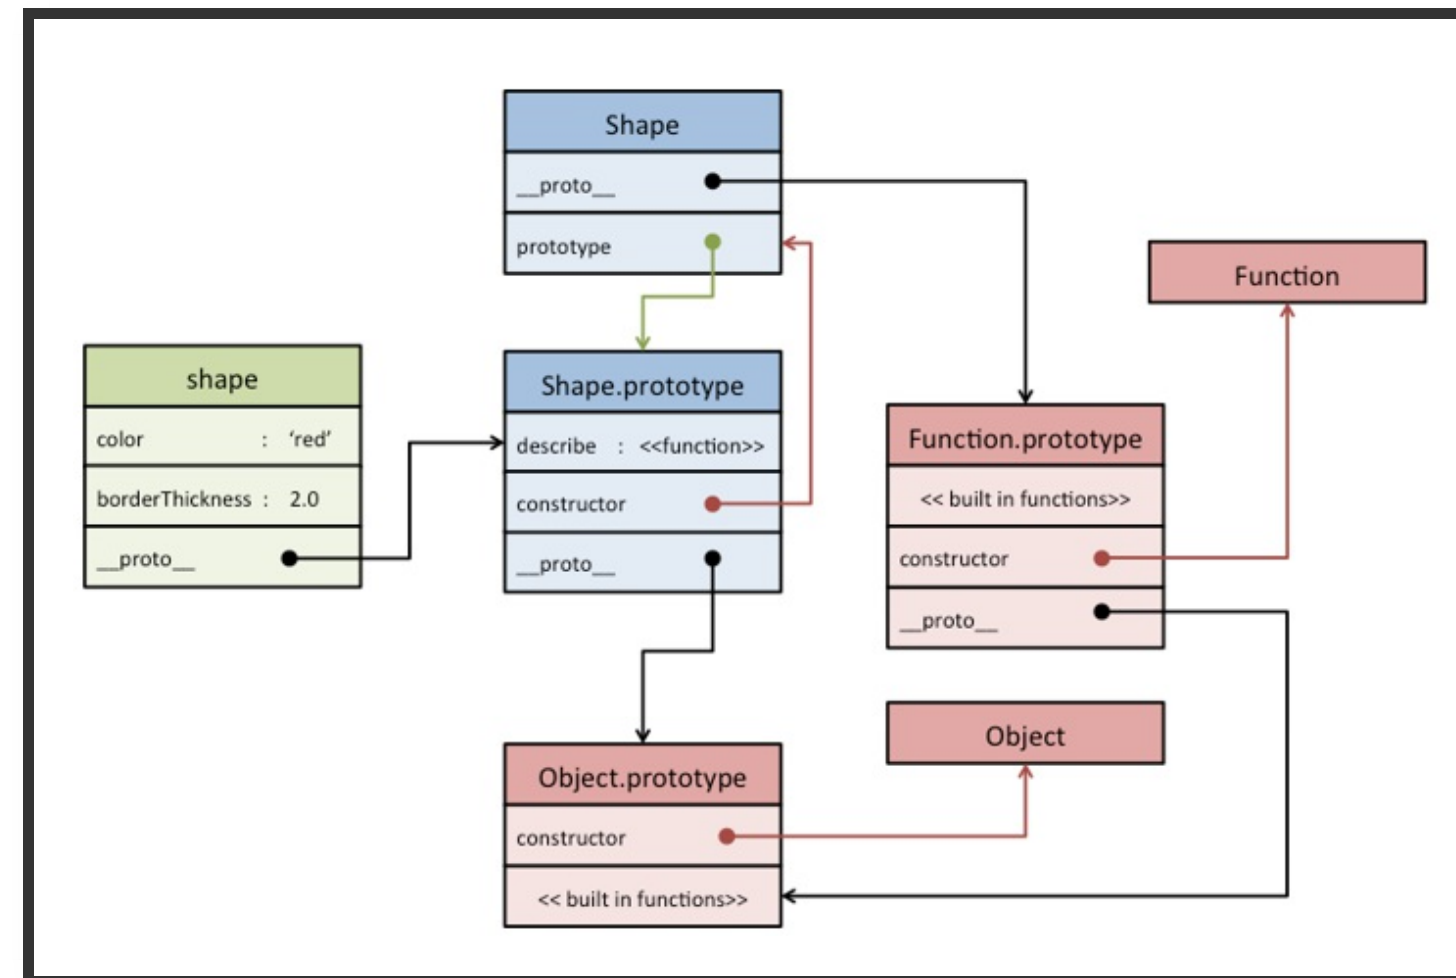 Shape
__proto__
prototype
Function
shape
color : ‘red’
borderThickness : 2.0
__proto__
Shape.prototype
describe : <<function>>
constructor
__proto__
Function.prototype
<< built in functions>>
constructor
__proto__
Object
Object.prototype
constructor
<< built in functions>>